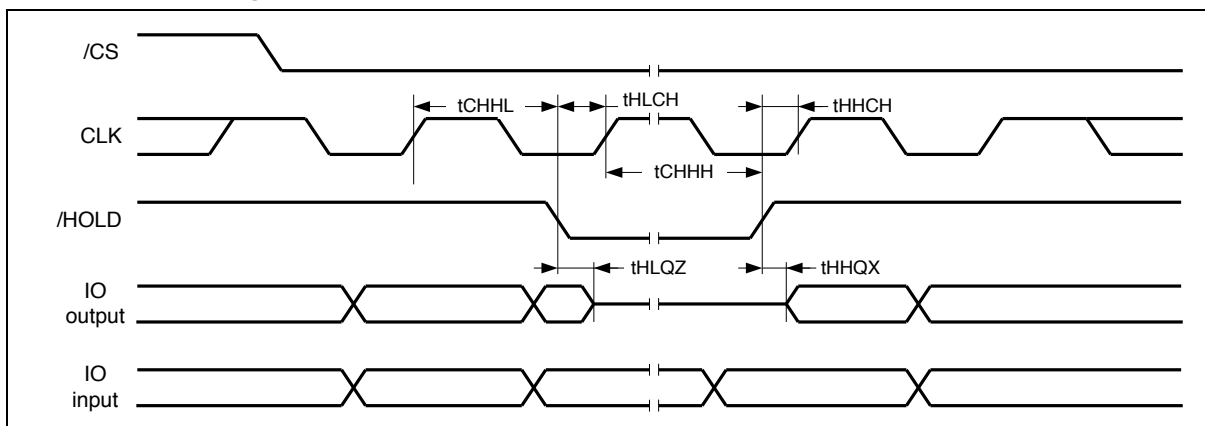 /CS
tCHHL
tHLCH
tHHCH
CLK
tCHHH
/HOLD
tHLQZ
tHHQX
IO
output
IO
input